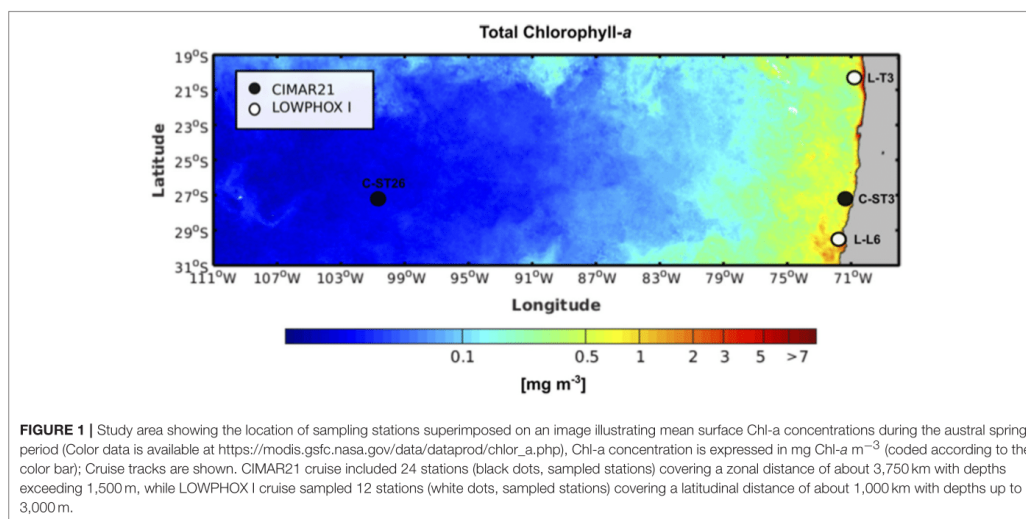 Total Chlorophyll-a
19°S
21°S
23°S
25°S
27°S
29°S
31°S
Latitude
CIMAR21
LOWPHOX I
L-T3
C-ST26
C-ST3
L-L6
111°W 107°W 103°W 99°W 95°W 91°W 87°W 83°W 79°W 75°W 71°W
Longitude
0.1 0.5 1 2 3 5 >7
[mg m⁻³]
FIGURE 1 | Study area showing the location of sampling stations superimposed on an image illustrating mean surface Chl-a concentrations during the austral spring
period (Color data is available at https://modis.gsfc.nasa.gov/data/dataprod/chlor_a.php), Chl-a concentration is expressed in mg Chl-a m⁻³ (coded according to the
color bar); Cruise tracks are shown. CIMAR21 cruise included 24 stations (black dots, sampled stations) covering a zonal distance of about 3,750 km with depths
exceeding 1,500 m, while LOWPHOX I cruise sampled 12 stations (white dots, sampled stations) covering a latitudinal distance of about 1,000 km with depths up to
3,000 m.